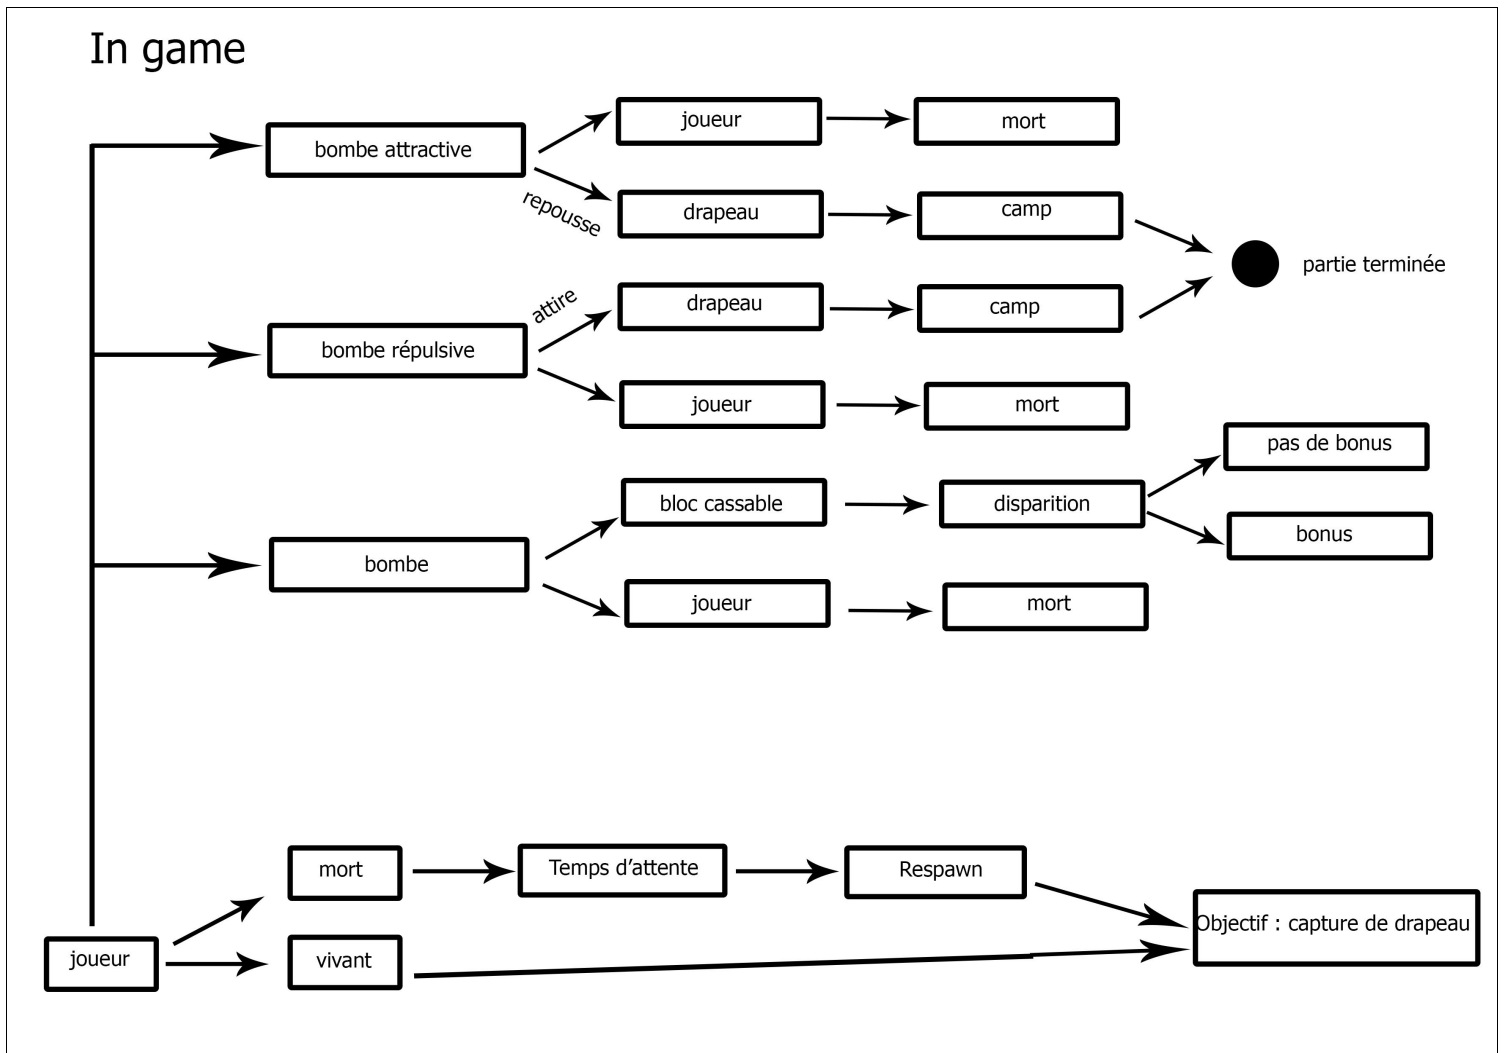 In game
joueur
mort
bombe attractive
repousse
drapeau
camp
partie terminée
attire
drapeau
camp
bombe répulsive
joueur
mort
pas de bonus
bloc cassable
disparition
bonus
bombe
joueur
mort
mort
Temps d'attente
Respawn
Objectif : capture de drapeau
joueur
vivant